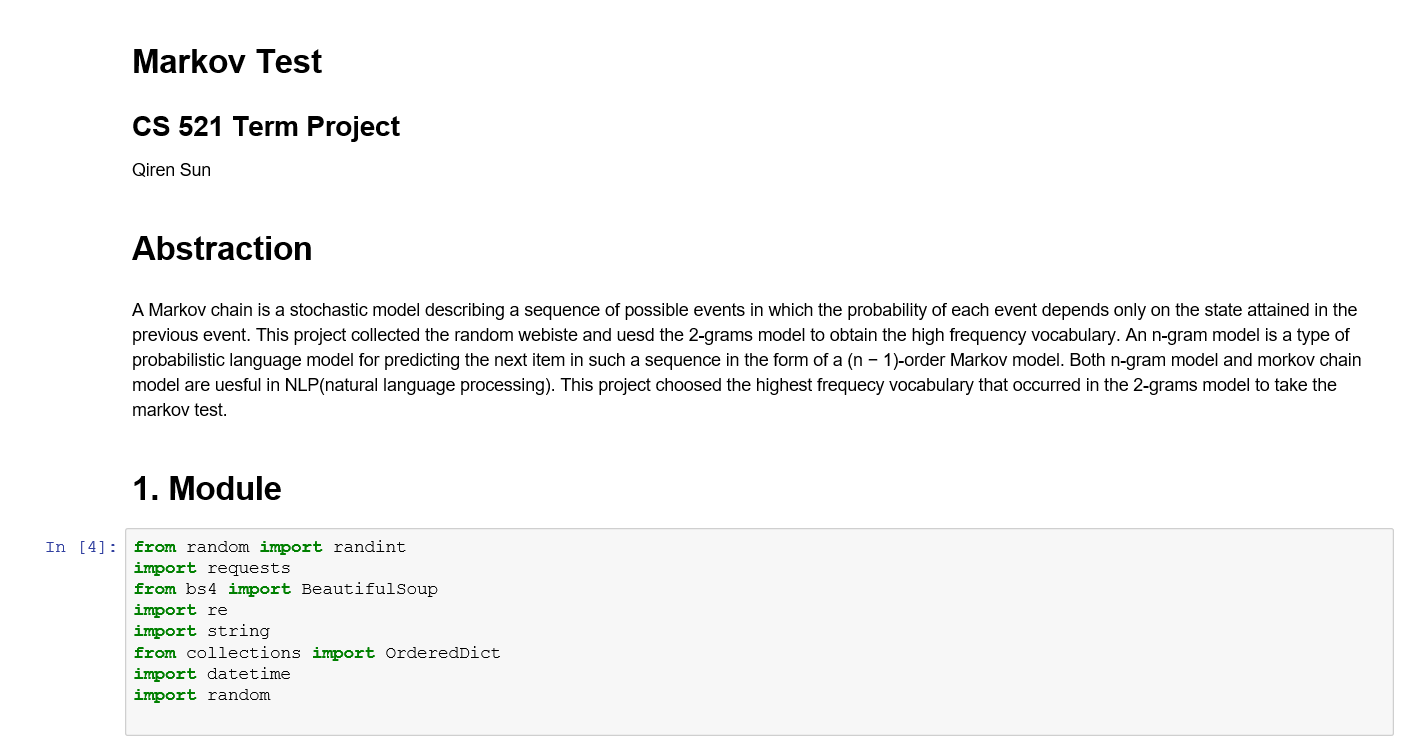 Markov Test
CS 521 Term Project
Qiren Sun
Abstraction
A Markov chain is a stochastic model describing a sequence of possible events in which the probability of each event depends only on the state attained in the
previous event. This project collected the random webiste and uesd the 2-grams model to obtain the high frequency vocabulary. An n-gram model is a type of
probabilistic language model for predicting the next item in such a sequence in the form of a (n − 1)-order Markov model. Both n-gram model and morkov chain
model are uesful in NLP(natural language processing). This project choosed the highest frequecy vocabulary that occurred in the 2-grams model to take the
markov test.
1. Module
In [4]: from random import randint
import requests
from bs4 import BeautifulSoup
import re
import string
from collections import OrderedDict
import datetime
import random